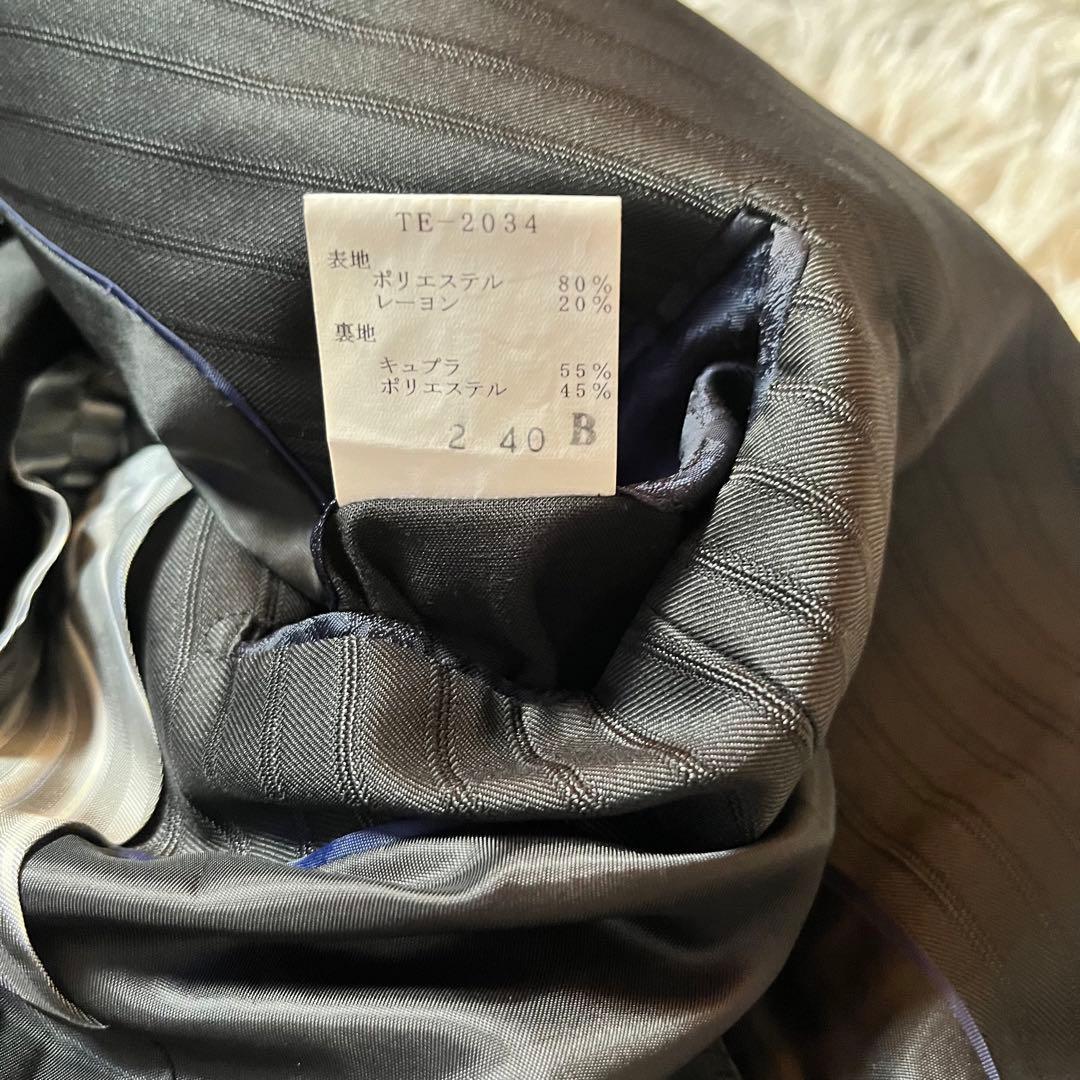 TE-2034
表地
ポリエステル 80%
レーヨン 20%
裏地
キュプラ 55%
ポリエステル 45%
2 40 B